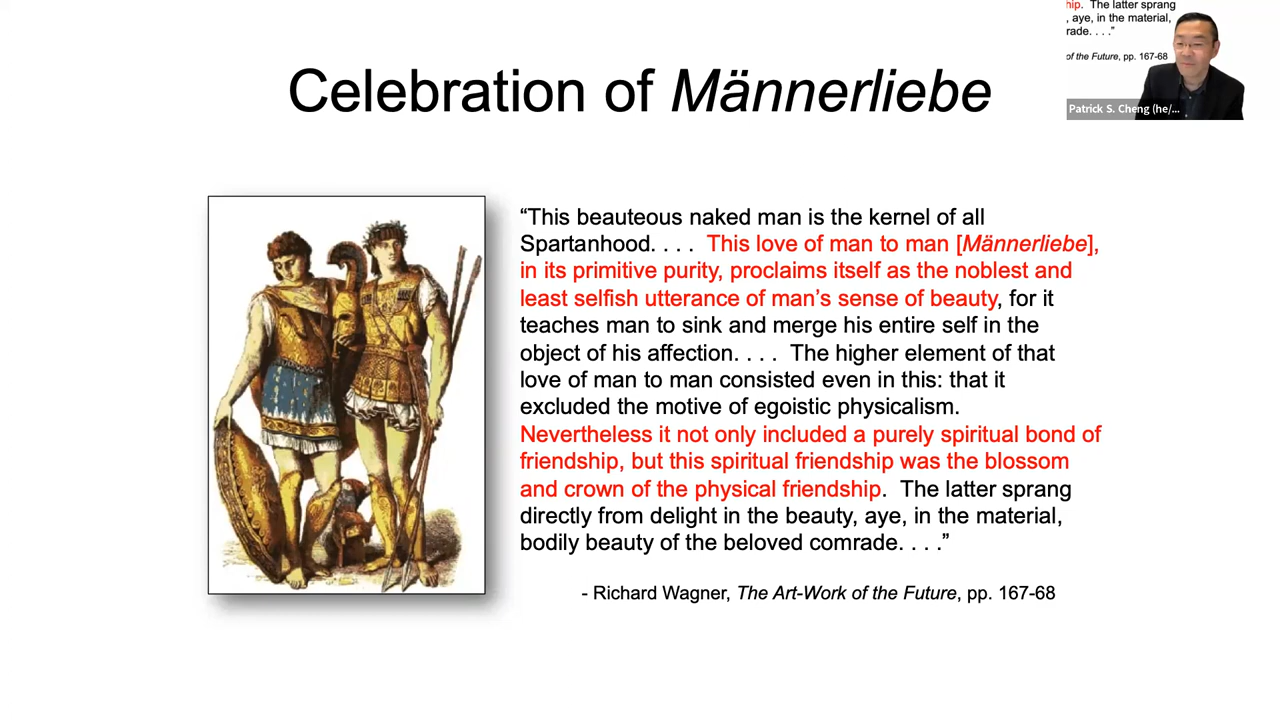 Celebration of Männerliebe
“This beauteous naked man is the kernel of all
Spartanhood. . . .  This love of man to man [Männerliebe],
in its primitive purity, proclaims itself as the noblest and
least selfish utterance of man’s sense of beauty, for it
teaches man to sink and merge his entire self in the
object of his affection. . . .  The higher element of that
love of man to man consisted even in this: that it
excluded the motive of egoistic physicalism.
Nevertheless it not only included a purely spiritual bond of
friendship, but this spiritual friendship was the blossom
and crown of the physical friendship.  The latter sprang
directly from delight in the beauty, aye, in the material,
bodily beauty of the beloved comrade. . . .”
- Richard Wagner, The Art-Work of the Future, pp. 167-68
hip.  The latter sprang
, aye, in the material,
rade. . . .”
of the Future, pp. 167-68
Patrick S. Cheng (he/...